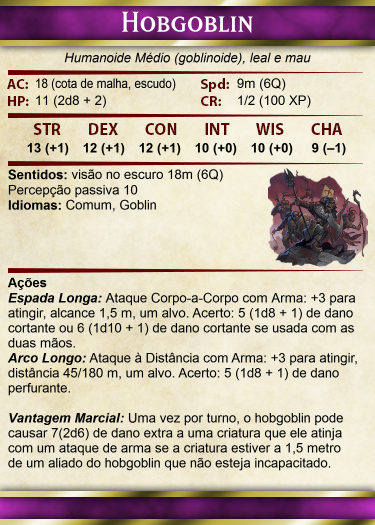 HOBGOBLIN
Humanoide Médio (goblinoide), leal e mau
AC: 18 (cota de malha, escudo) Spd: 9m (6Q)
HP: 11 (2d8 + 2) CR: 1/2 (100 XP)
STR DEX CON INT WIS CHA
13 (+1) 12 (+1) 12 (+1) 10 (+0) 10 (+0) 9 (–1)
Sentidos: visão no escuro 18m (6Q)
Percepção passiva 10
Idiomas: Comum, Goblin
Ações
Espada Longa: Ataque Corpo-a-Corpo com Arma: +3 para
atingir, alcance 1,5 m, um alvo. Acerto: 5 (1d8 + 1) de dano
cortante ou 6 (1d10 + 1) de dano cortante se usada com as
duas mãos.
Arco Longo: Ataque à Distância com Arma: +3 para atingir,
distância 45/180 m, um alvo. Acerto: 5 (1d8 + 1) de dano
perfurante.
Vantagem Marcial: Uma vez por turno, o hobgoblin pode
causar 7(2d6) de dano extra a uma criatura que ele atinja
com um ataque de arma se a criatura estiver a 1,5 metro
de um aliado do hobgoblin que não esteja incapacitado.